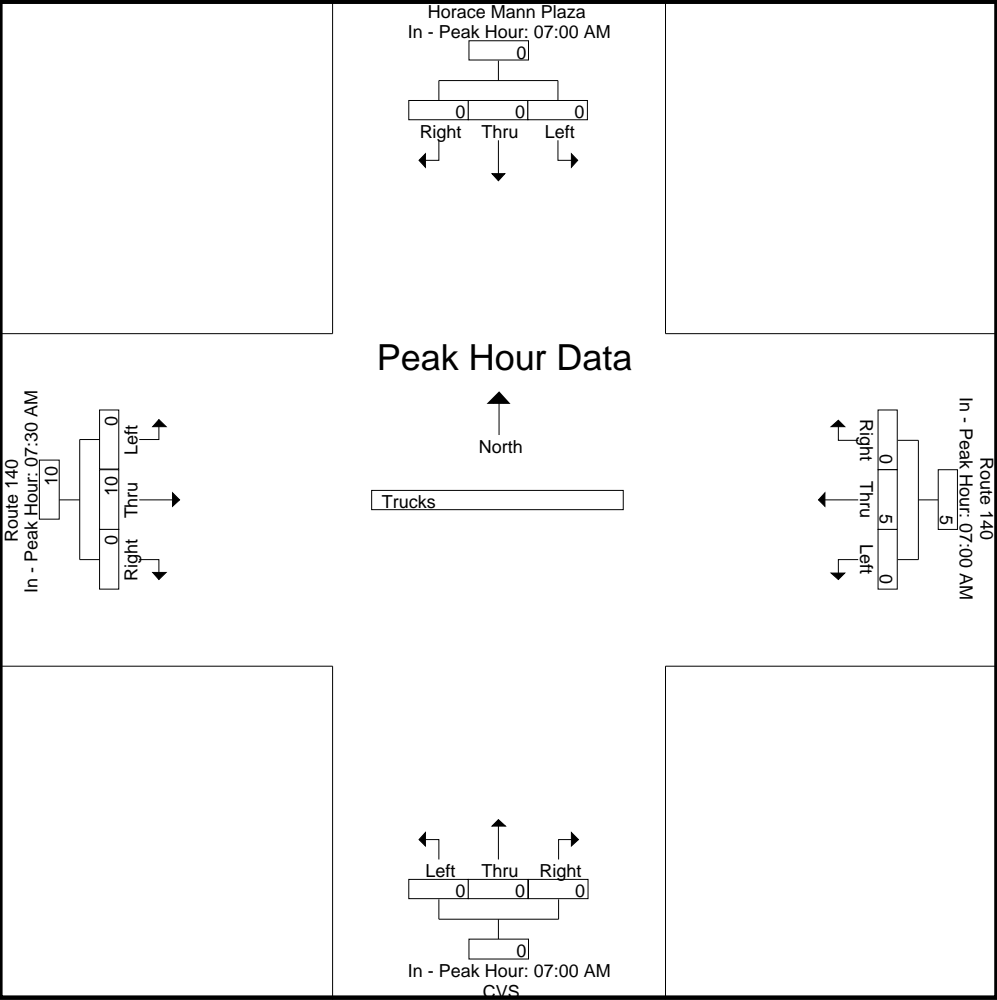 Horace Mann Plaza
In - Peak Hour: 07:00 AM
0
0 0 0
Right Thru Left
Peak Hour Data
North
Trucks
Route 140
In - Peak Hour: 07:30 AM
10
0 10 0
Left Thru Right
Route 140
In - Peak Hour: 07:00 AM
5
0 5 0
Right Thru Left
Left Thru Right
0 0 0
0
In - Peak Hour: 07:00 AM
CVS